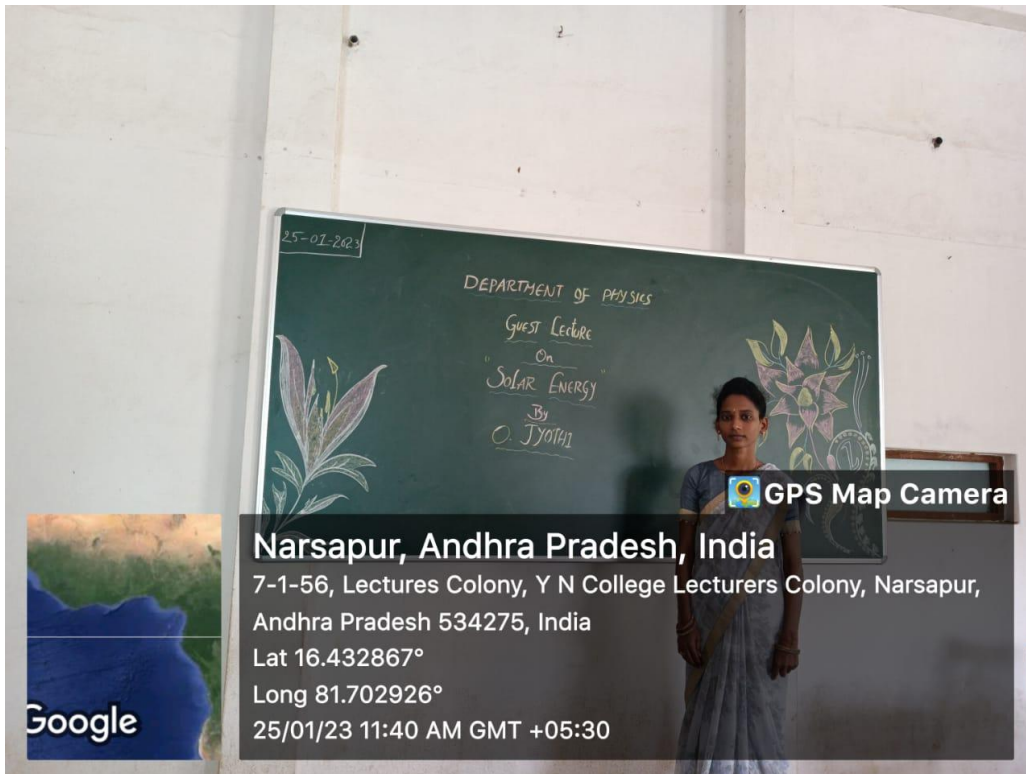 25-01-2023
DEPARTMENT OF PHYSICS
GUEST LECTURE
On
"SOLAR ENERGY"
By
O. JYOTHI
GPS Map Camera
Narsapur, Andhra Pradesh, India
7-1-56, Lectures Colony, Y N College Lecturers Colony, Narsapur,
Andhra Pradesh 534275, India
Lat 16.432867°
Long 81.702926°
25/01/23 11:40 AM GMT +05:30
Google